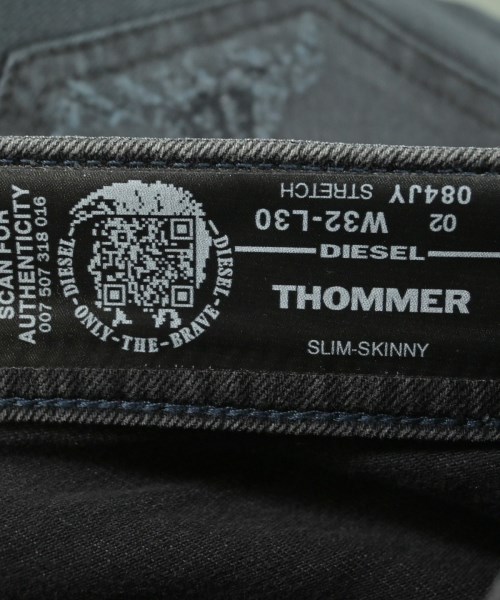 SCAN FOR
AUTHENTICITY
007 507 318 016
DIESEL-ONLY-THE-BRAVE-DIESEL
084JY STRETCH
02 W32-L30
DIESEL
THOMMER
SLIM-SKINNY